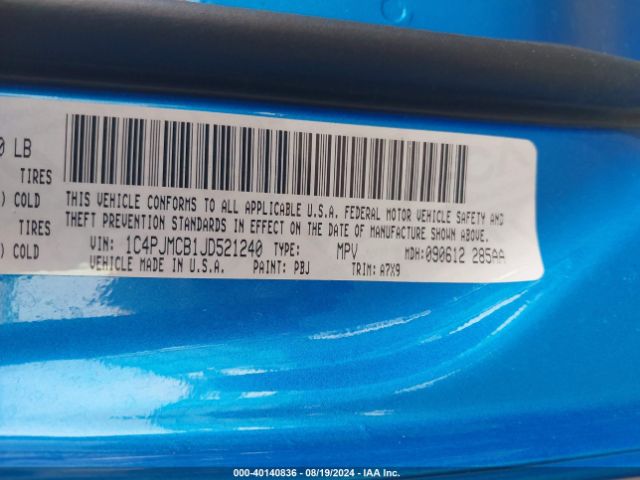 0 LB
TIRES
) COLD
TIRES
) COLD
THIS VEHICLE CONFORMS TO ALL APPLICABLE U.S.A. FEDERAL MOTOR VEHICLE SAFETY AND
THEFT PREVENTION STANDARDS IN EFFECT ON THE DATE OF MANUFACTURE SHOWN ABOVE.
VIN: 1C4PJMCB1JD521240 TYPE: MPV MDH:090612 285AA
VEHICLE MADE IN U.S.A. PAINT: PBJ TRIM: A7X9
000-40140836 - 08/19/2024 - IAA Inc.